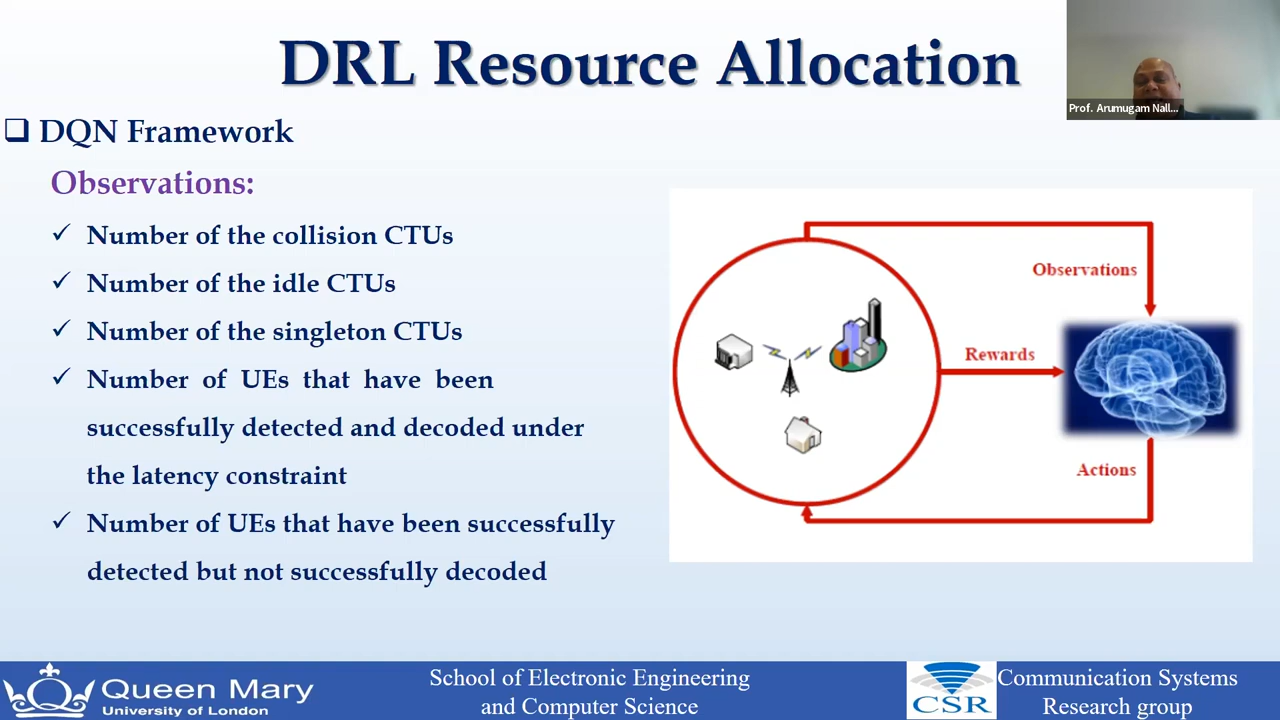 DRL Resource Allocation
Prof. Arumugam Nall...
DQN Framework
Observations:
Number of the collision CTUs
Number of the idle CTUs
Number of the singleton CTUs
Number of UEs that have been
successfully detected and decoded under
the latency constraint
Number of UEs that have been successfully
detected but not successfully decoded
Observations
Rewards
Actions
Queen Mary
University of London
School of Electronic Engineering
and Computer Science
CSR
Communication Systems
Research group